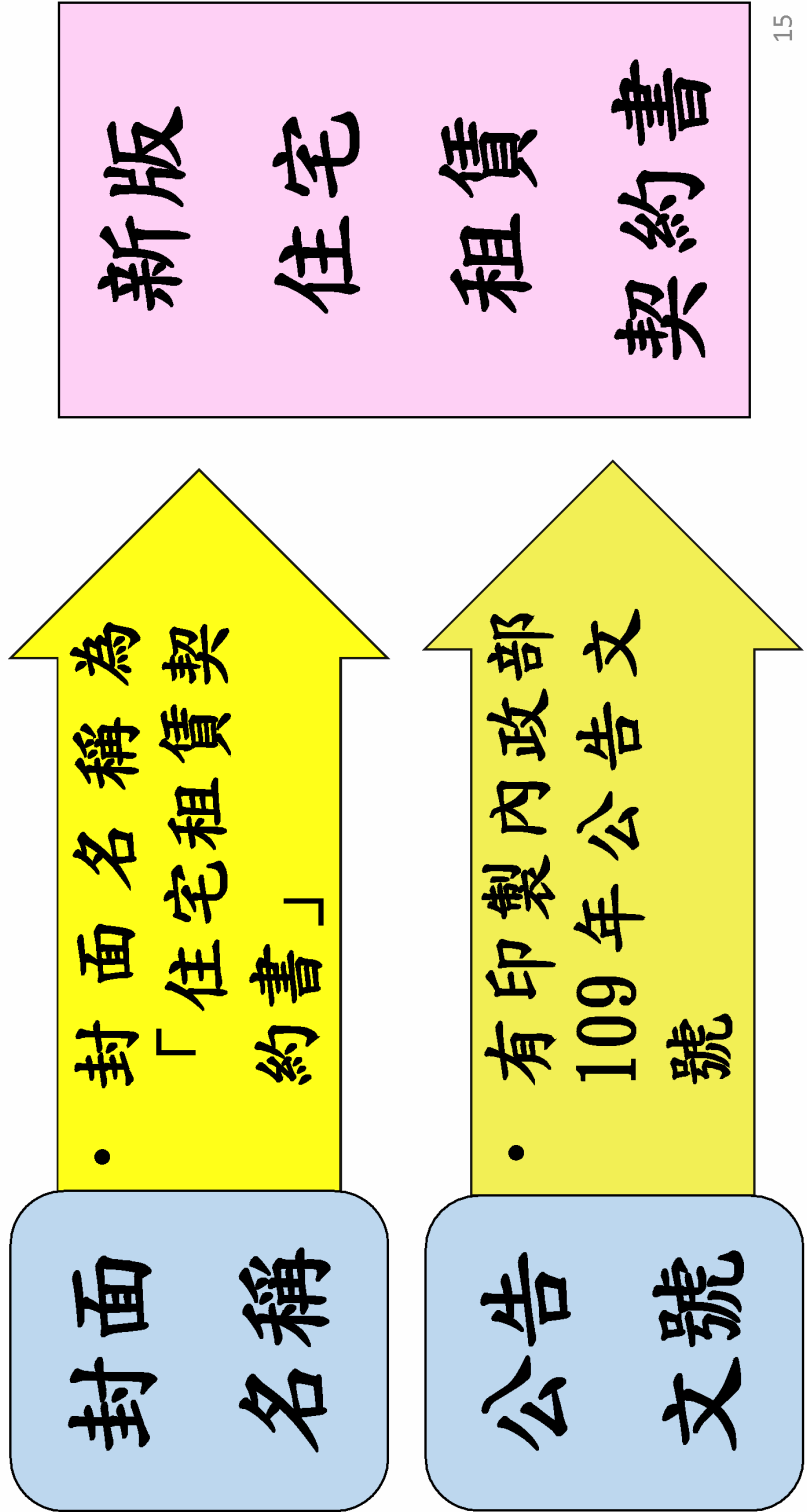 封面
名稱
• 封面名稱為
「住宅租賃契
約書」
公告
文號
• 有印製內政部
109年公告文
號
新版
住宅
租賃
契約書
15